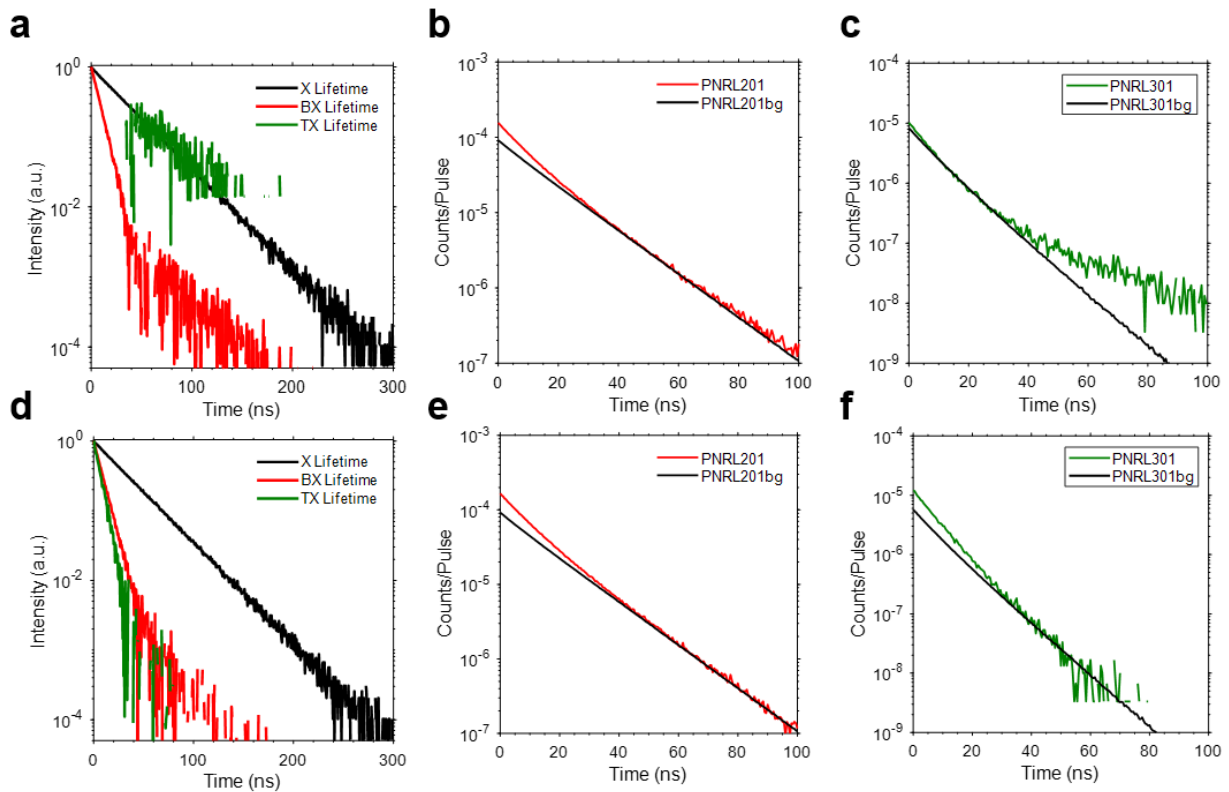 a
10^0
10^-2
10^-4
Intensity (a.u.)
X Lifetime
BX Lifetime
TX Lifetime
0 100 200 300
Time (ns)
b
10^-3
10^-4
10^-5
10^-6
10^-7
Counts/Pulse
PNRL201
PNRL201bg
0 20 40 60 80 100
Time (ns)
c
10^-4
10^-5
10^-6
10^-7
10^-8
10^-9
Counts/Pulse
PNRL301
PNRL301bg
0 20 40 60 80 100
Time (ns)
d
10^0
10^-2
10^-4
Intensity (a.u.)
X Lifetime
BX Lifetime
TX Lifetime
0 100 200 300
Time (ns)
e
10^-3
10^-4
10^-5
10^-6
10^-7
Counts/Pulse
PNRL201
PNRL201bg
0 20 40 60 80 100
Time (ns)
f
10^-4
10^-5
10^-6
10^-7
10^-8
10^-9
Counts/Pulse
PNRL301
PNRL301bg
0 20 40 60 80 100
Time (ns)